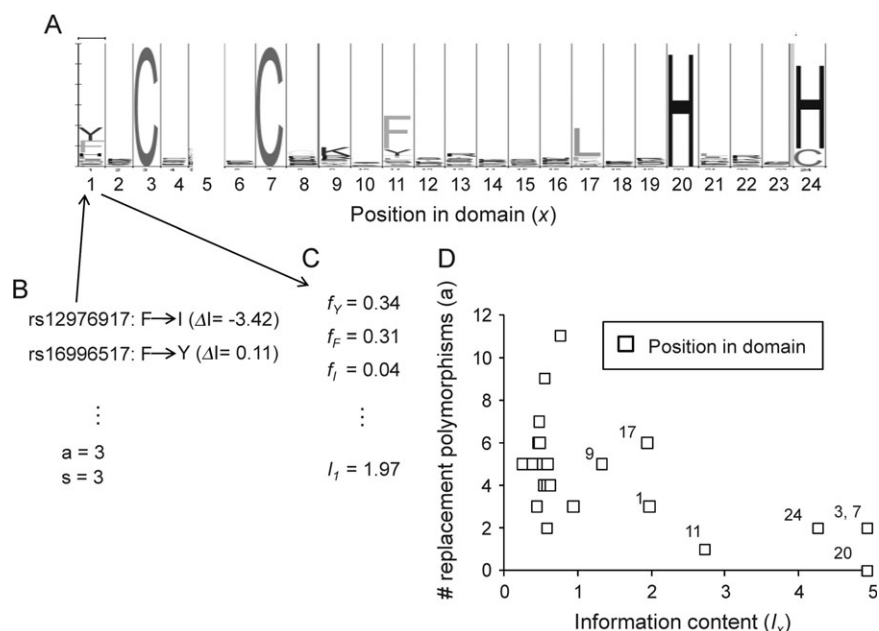 A
Y
F
C
C
K
F
Y
L
H
H
C
1 2 3 4 5 6 7 8 9 10 11 12 13 14 15 16 17 18 19 20 21 22 23 24
Position in domain (x)
B
rs12976917: F→I (ΔI= -3.42)
rs16996517: F→Y (ΔI= 0.11)
⋮
a = 3
s = 3
C
f_Y = 0.34
f_F = 0.31
f_I = 0.04
⋮
I_1 = 1.97
D
# replacement polymorphisms (a)
12
10
8
6
4
2
0
Position in domain
17
9
1
11
24
3, 7
20
0 1 2 3 4 5
Information content (I_x)